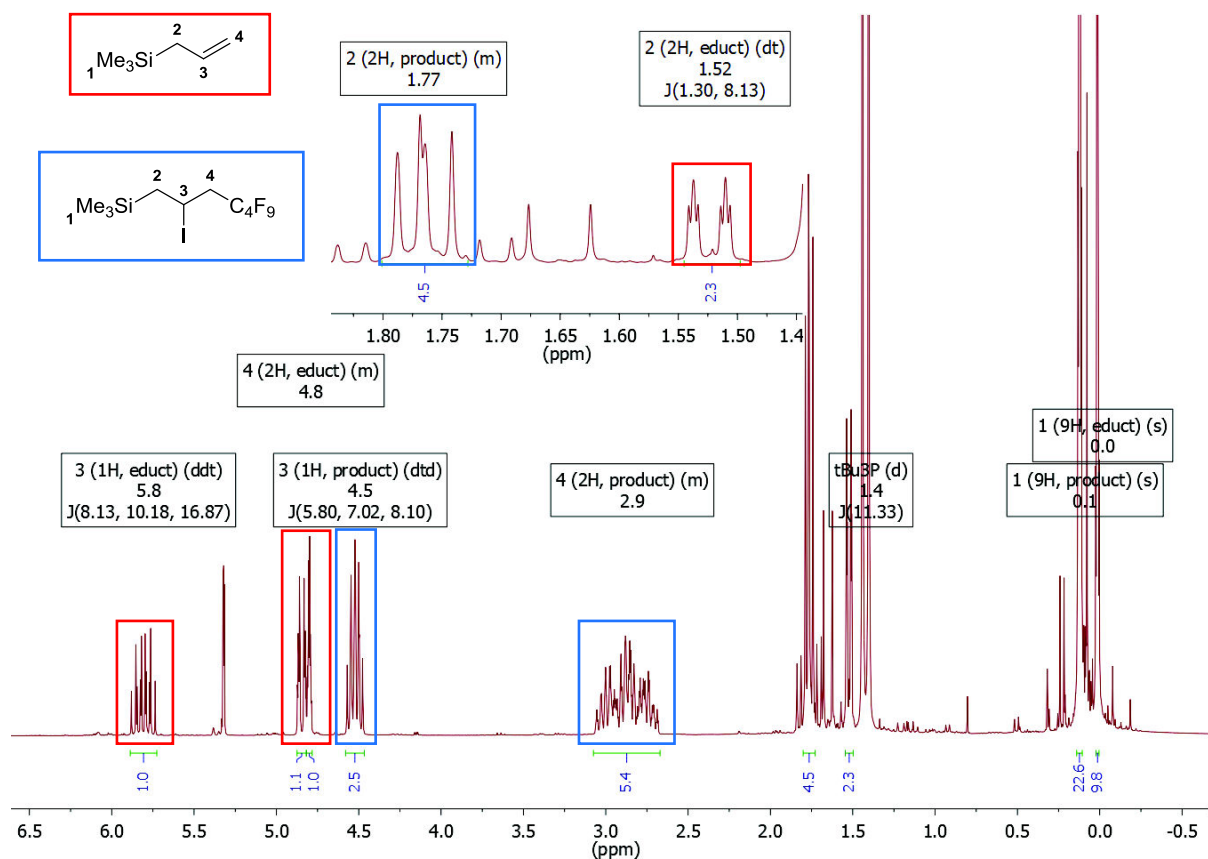 2
4
1 Me3Si
3
2
4
3
1 Me3Si
C4F9
I
2 (2H, product) (m)
1.77
2 (2H, educt) (dt)
1.52
J(1.30, 8.13)
4.5
2.3
1.80 1.75 1.70 1.65 1.60 1.55 1.50 1.4
(ppm)
4 (2H, educt) (m)
4.8
3 (1H, educt) (ddt)
5.8
J(8.13, 10.18, 16.87)
3 (1H, product) (dtd)
4.5
J(5.80, 7.02, 8.10)
4 (2H, product) (m)
2.9
tBu3P (d)
1.4
J(11.33)
1 (9H, educt) (s)
0.0
1 (9H, product) (s)
0.1
1.0
1.1
1.0
2.5
5.4
4.5
2.3
22.6
9.8
6.5 6.0 5.5 5.0 4.5 4.0 3.5 3.0 2.5 2.0 1.5 1.0 0.5 0.0 -0.5
(ppm)